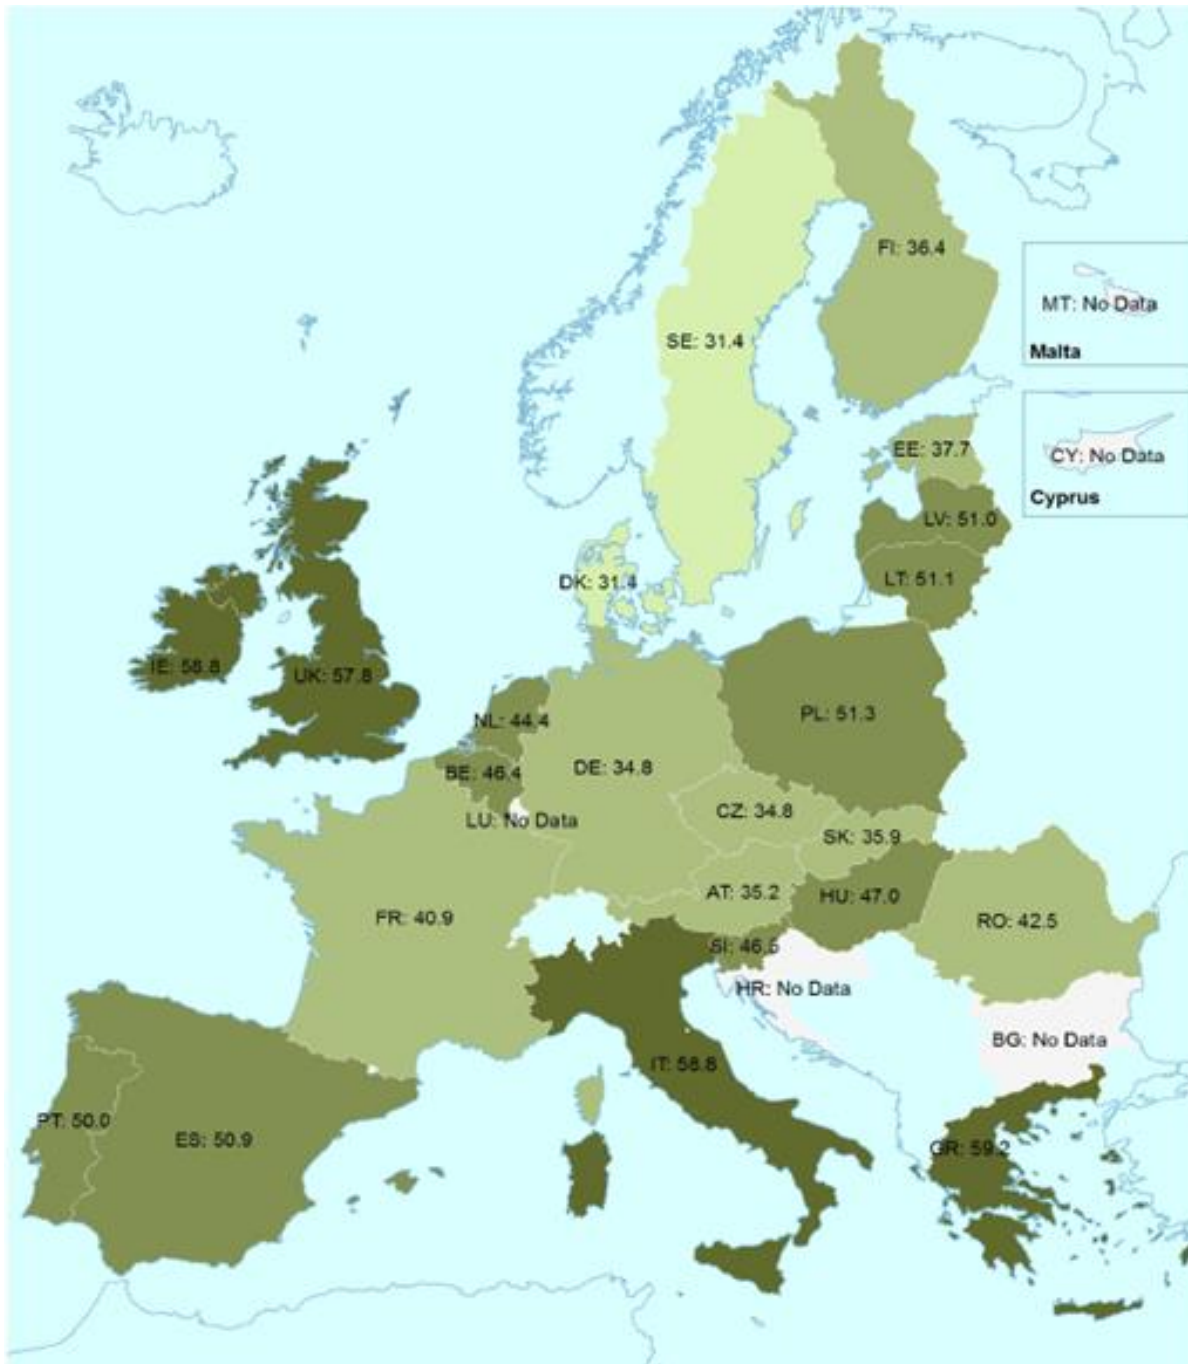 FI: 36.4
MT: No Data
Malta
SE: 31.4
EE: 37.7
CY: No Data
Cyprus
LV: 51.0
DK: 31.4
LT: 51.1
IE: 58.8
UK: 57.8
NL: 44.4
PL: 51.3
BE: 46.4
DE: 34.8
CZ: 34.8
LU: No Data
SK: 35.9
AT: 35.2
HU: 47.0
FR: 40.9
RO: 42.5
SI: 46.5
HR: No Data
BG: No Data
IT: 58.8
PT: 50.0
ES: 50.9
GR: 59.2